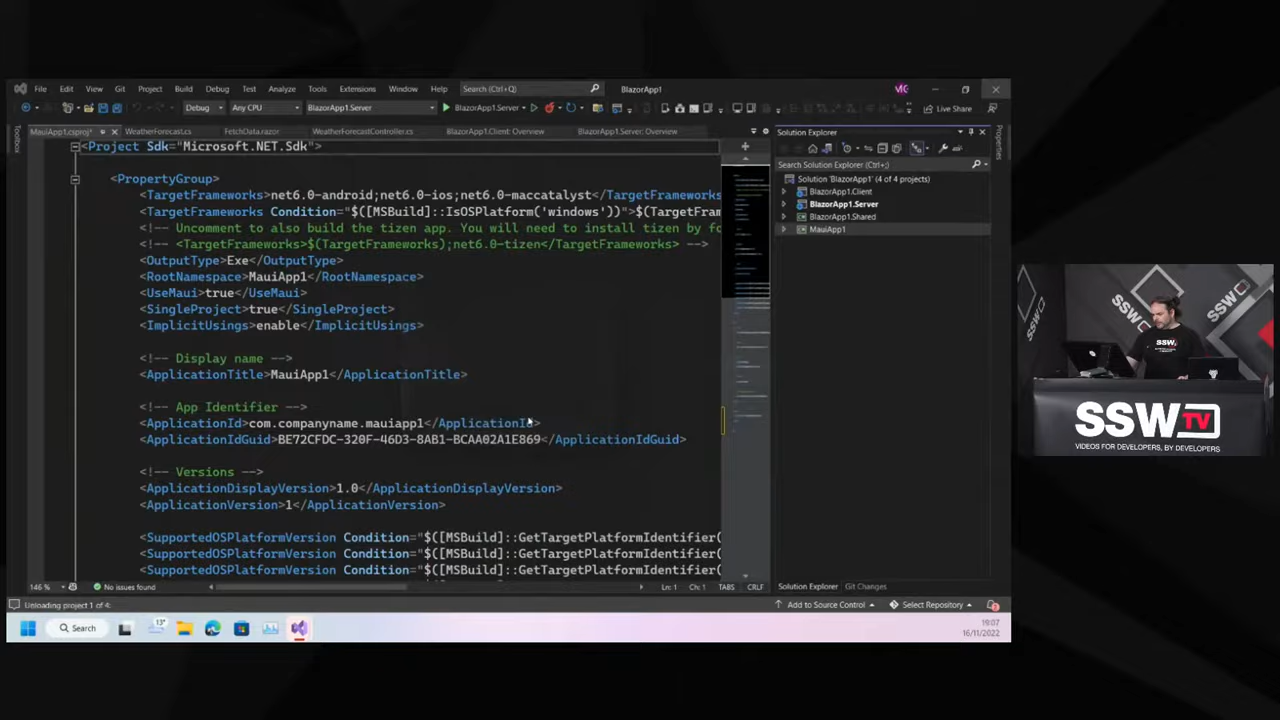 File Edit View Git Project Build Debug Test Analyze Tools Extensions Window Help Search (Ctrl+Q) BlazorApp1
Debug Any CPU BlazorApp1.Server BlazorApp1.Server Live Share
MauiApp1.csproj* WeatherForecast.cs FetchData.razor WeatherForecastController.cs BlazorApp1.Client: Overview BlazorApp1.Server: Overview
Toolbox
<Project Sdk="Microsoft.NET.Sdk">
<PropertyGroup>
<TargetFrameworks>net6.0-android;net6.0-ios;net6.0-maccatalyst</TargetFrameworks
<TargetFrameworks Condition="$([MSBuild]::IsOSPlatform('windows'))">$(TargetFram
<!-- Uncomment to also build the tizen app. You will need to install tizen by fo
<!-- <TargetFrameworks>$(TargetFrameworks);net6.0-tizen</TargetFrameworks> -->
<OutputType>Exe</OutputType>
<RootNamespace>MauiApp1</RootNamespace>
<UseMaui>true</UseMaui>
<SingleProject>true</SingleProject>
<ImplicitUsings>enable</ImplicitUsings>
<!-- Display name -->
<ApplicationTitle>MauiApp1</ApplicationTitle>
<!-- App Identifier -->
<ApplicationId>com.companyname.mauiapp1</ApplicationId>
<ApplicationIdGuid>BE72CFDC-320F-46D3-8AB1-BCAA02A1E869</ApplicationIdGuid>
<!-- Versions -->
<ApplicationDisplayVersion>1.0</ApplicationDisplayVersion>
<ApplicationVersion>1</ApplicationVersion>
<SupportedOSPlatformVersion Condition="$([MSBuild]::GetTargetPlatformIdentifier(
<SupportedOSPlatformVersion Condition="$([MSBuild]::GetTargetPlatformIdentifier(
<SupportedOSPlatformVersion Condition="$([MSBuild]::GetTargetPlatformIdentifier(
146 % No issues found Ln: 1 Ch: 1 TABS CRLF
Solution Explorer
Search Solution Explorer (Ctrl+;)
Solution 'BlazorApp1' (4 of 4 projects)
BlazorApp1.Client
BlazorApp1.Server
BlazorApp1.Shared
MauiApp1
Solution Explorer Git Changes
Properties
Unloading project 1 of 4: Add to Source Control Select Repository 2
Search 13° 19:07
16/11/2022
SSW
SSW
SSW
SSW TV
VIDEOS FOR DEVELOPERS, BY DEVELOPERS